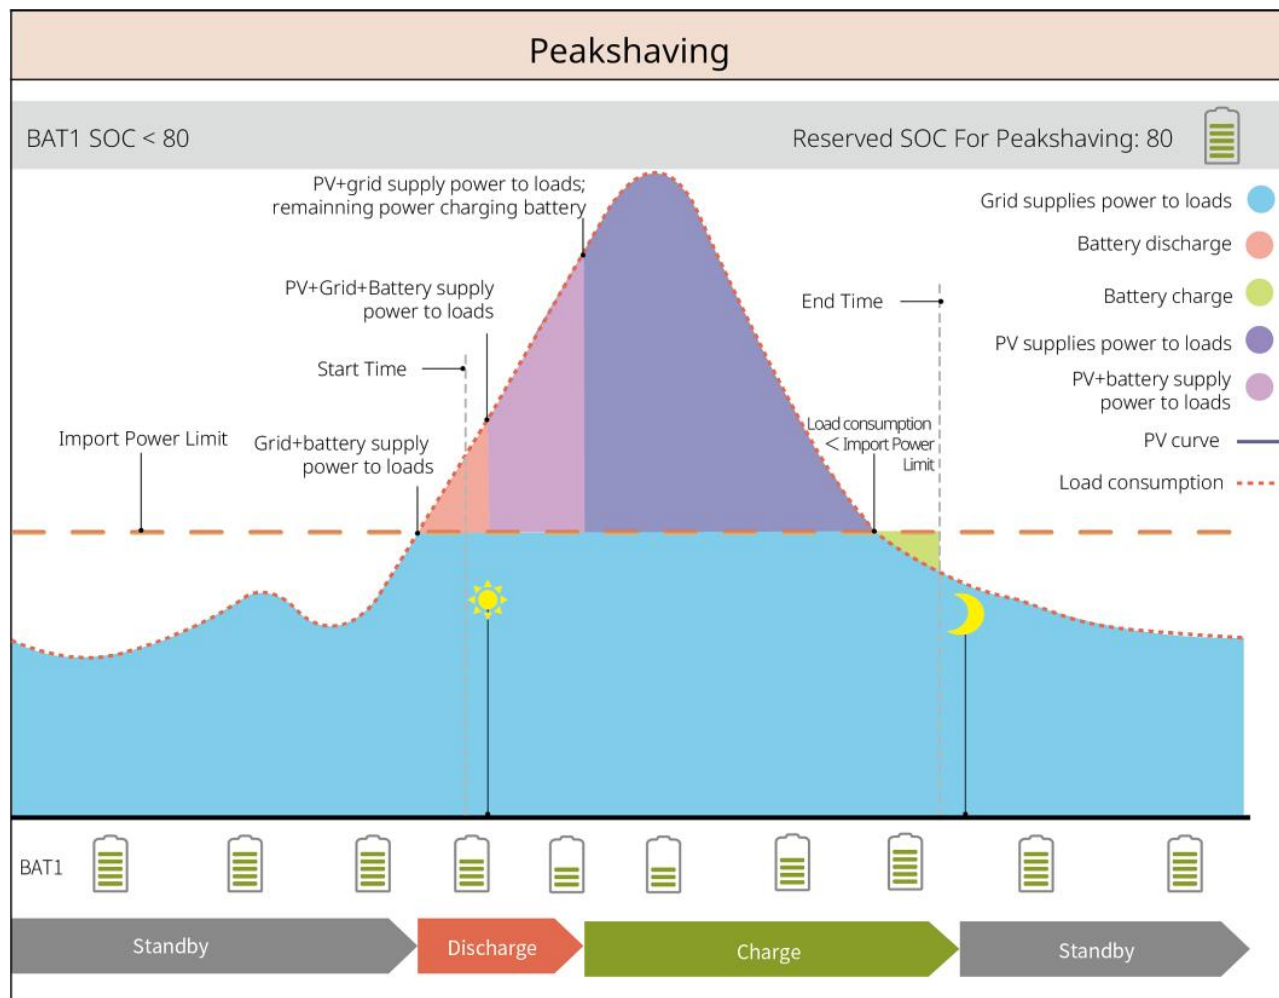 Peakshaving
BAT1 SOC < 80
Reserved SOC For Peakshaving: 80
PV+grid supply power to loads;
remainning power charging battery
PV+Grid+Battery supply
power to loads
Start Time
Import Power Limit
Grid+battery supply
power to loads
End Time
Load consumption
< Import Power
Limit
Grid supplies power to loads
Battery discharge
Battery charge
PV supplies power to loads
PV+battery supply
power to loads
PV curve
Load consumption
BAT1
Standby
Discharge
Charge
Standby